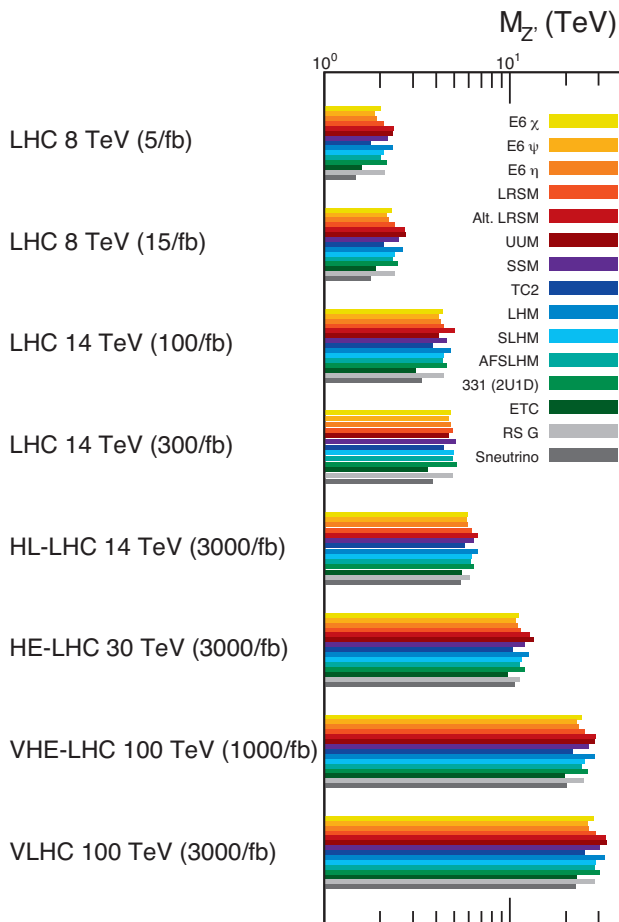 M_Z' (TeV)
10^0 10^1
E6 χ
E6 ψ
E6 η
LRSM
Alt. LRSM
UUM
SSM
TC2
LHM
SLHM
AFSLHM
331 (2U1D)
ETC
RS G
Sneutrino
LHC 8 TeV (5/fb)
LHC 8 TeV (15/fb)
LHC 14 TeV (100/fb)
LHC 14 TeV (300/fb)
HL-LHC 14 TeV (3000/fb)
HE-LHC 30 TeV (3000/fb)
VHE-LHC 100 TeV (1000/fb)
VLHC 100 TeV (3000/fb)